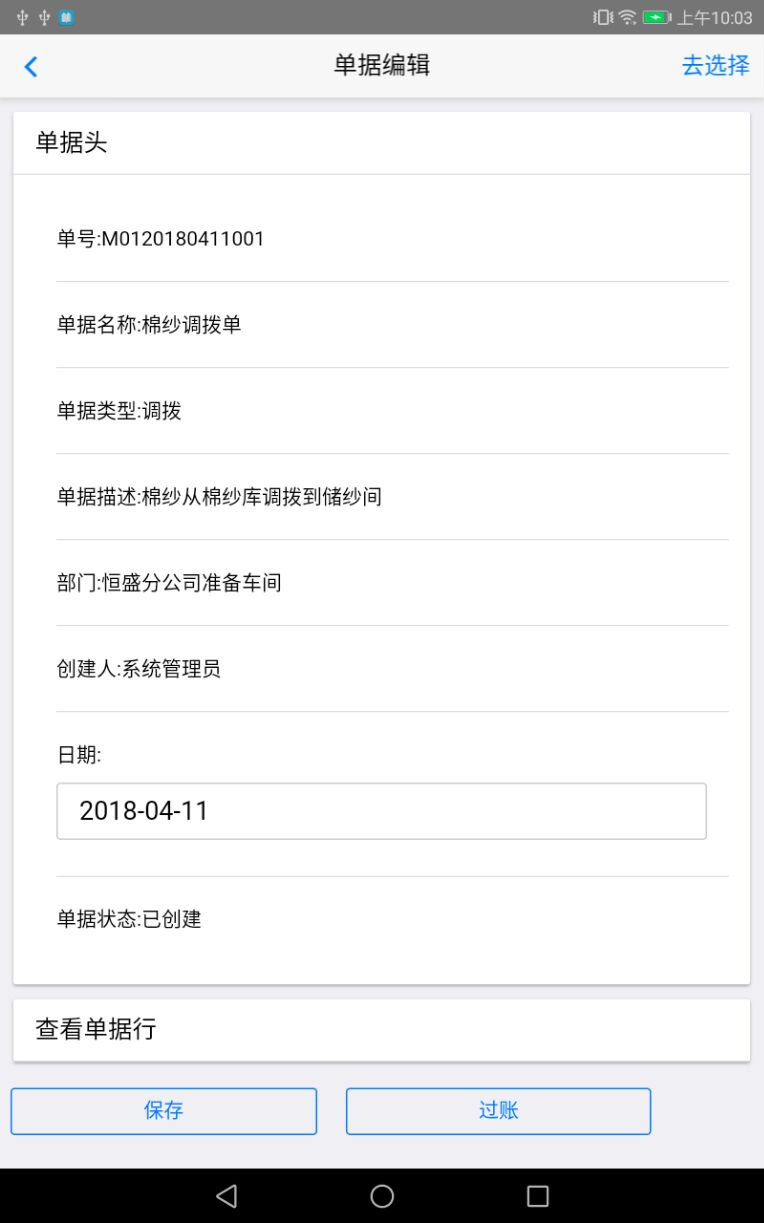 上午10:03
单据编辑
去选择
单据头
单号:M0120180411001
单据名称:棉纱调拨单
单据类型:调拨
单据描述:棉纱从棉纱库调拨到储纱间
部门:恒盛分公司准备车间
创建人:系统管理员
日期:
2018-04-11
单据状态:已创建
查看单据行
保存
过账